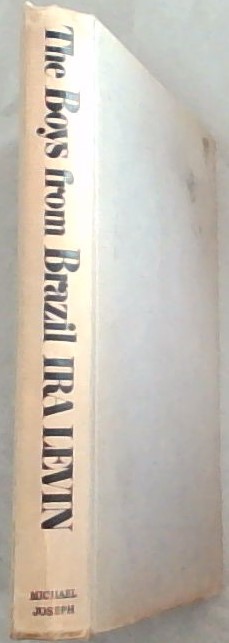 The Boys from Brazil IRA LEVIN
MICHAEL
JOSEPH